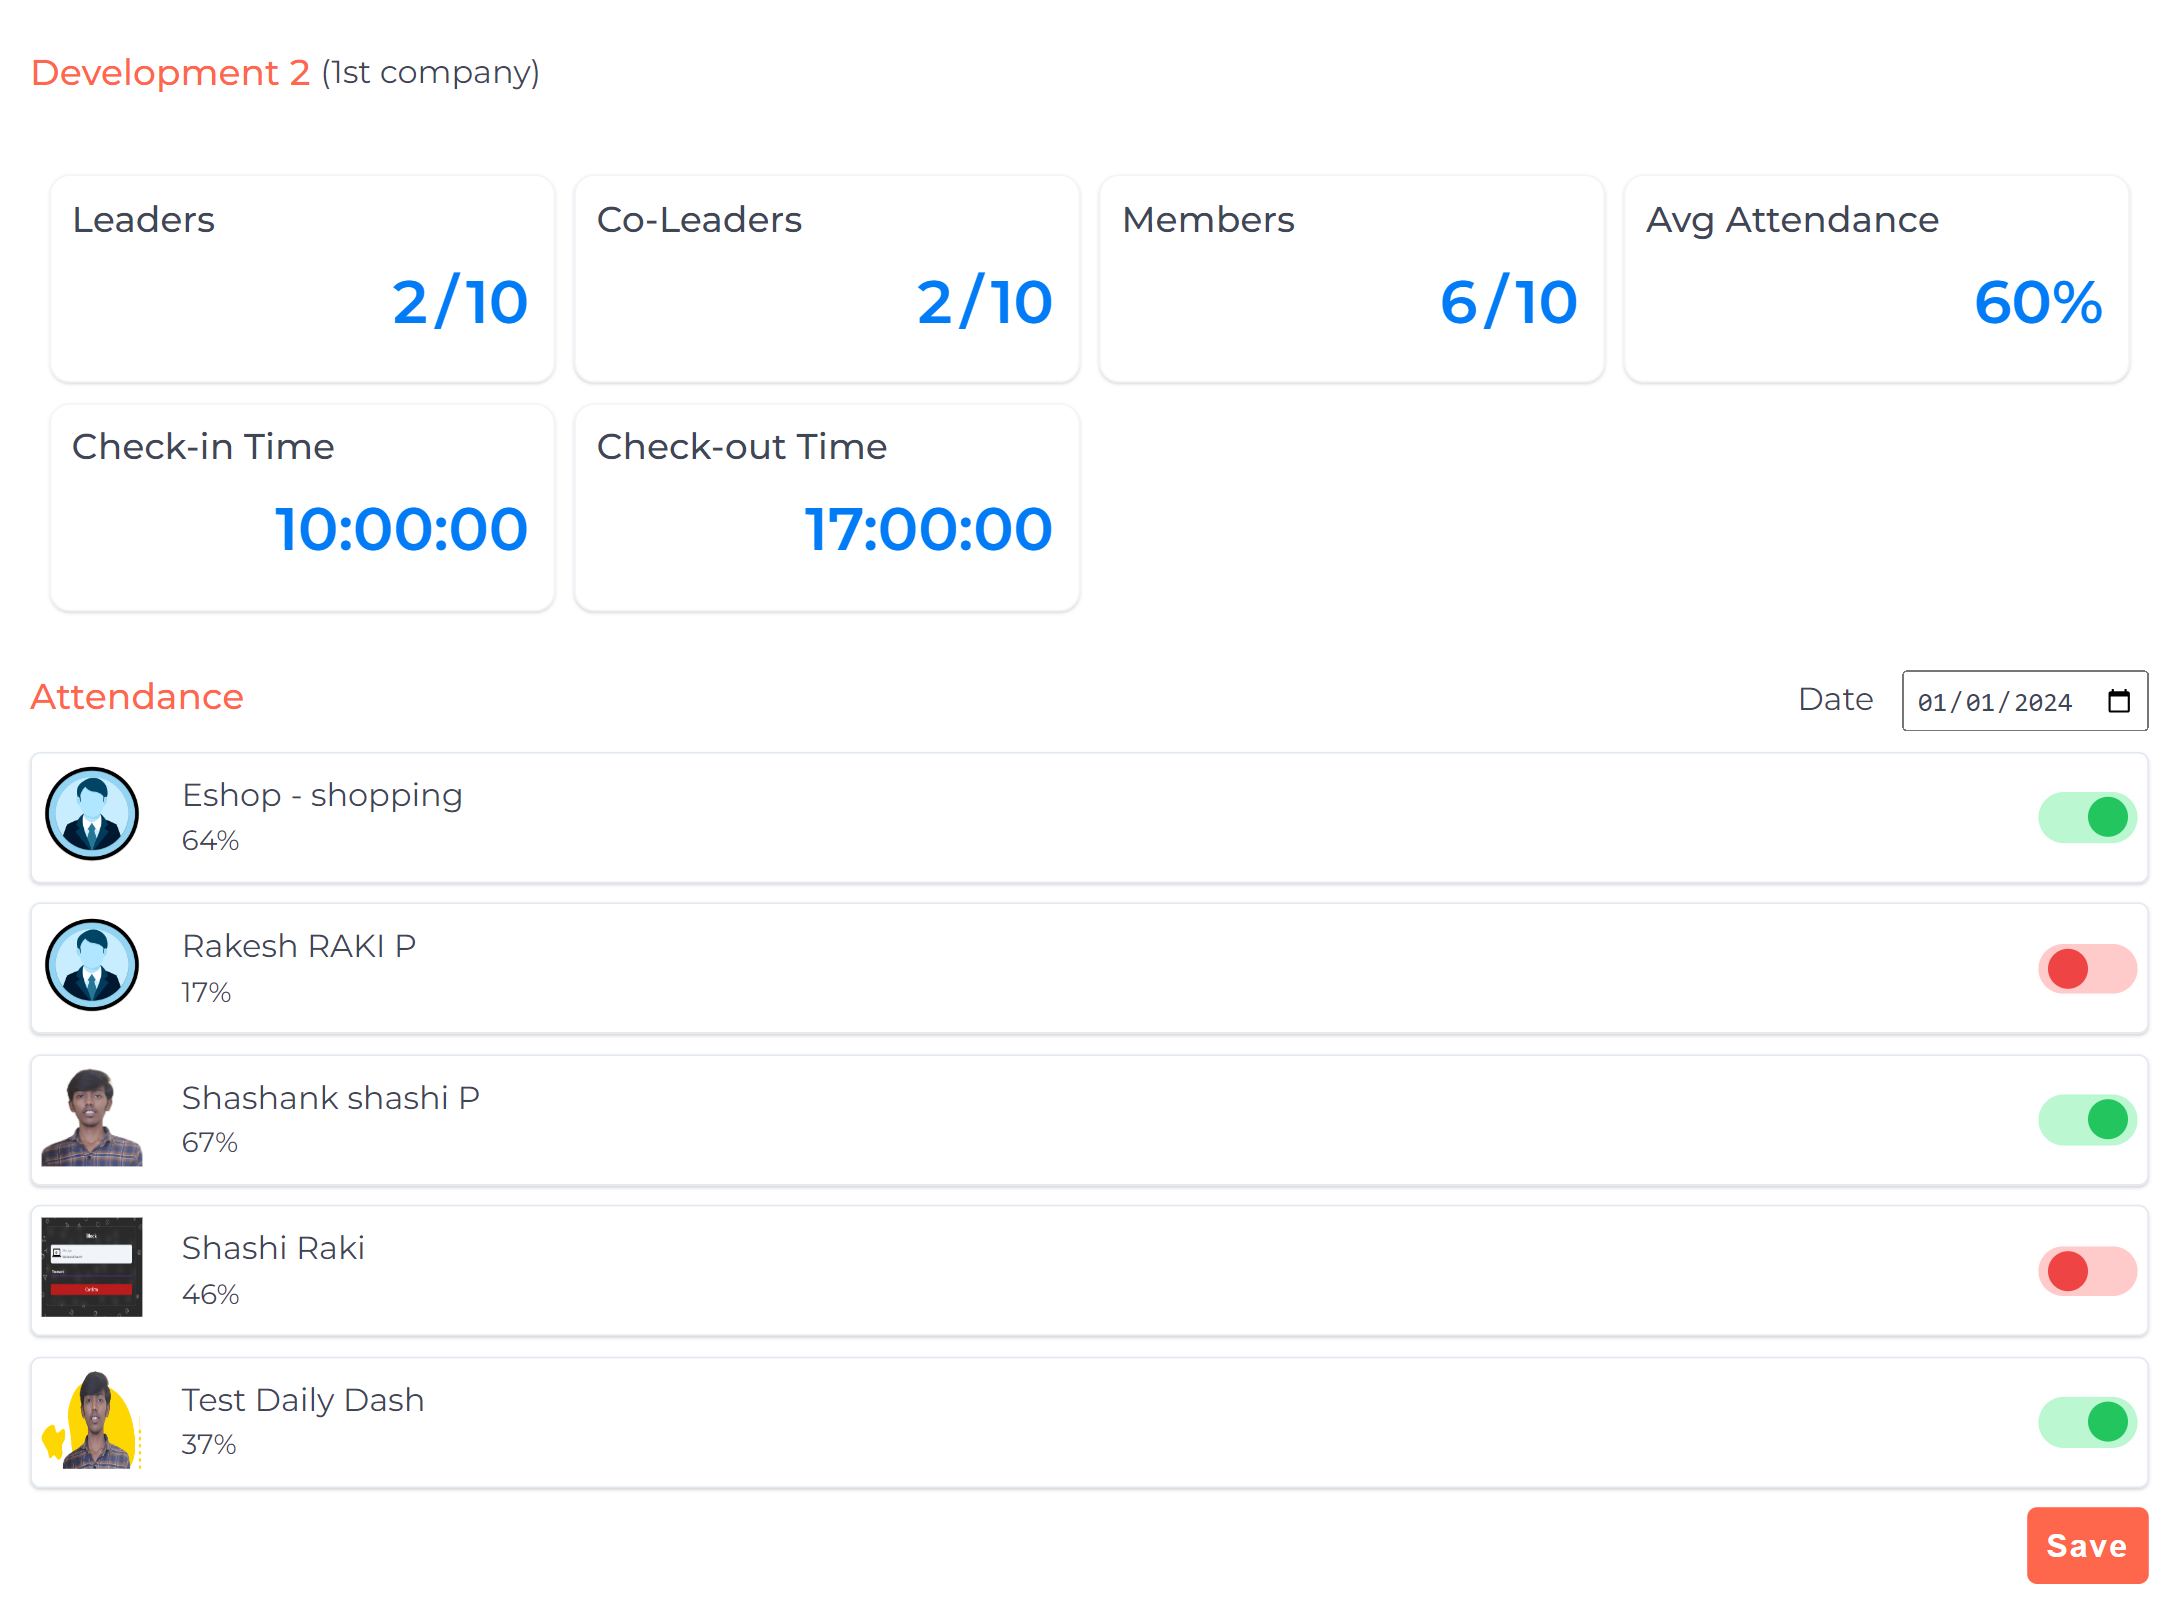 Development 2 (1st company)
Leaders
2/10
Co-Leaders
2/10
Members
6/10
Avg Attendance
60%
Check-in Time
10:00:00
Check-out Time
17:00:00
Attendance
Date 01/01/2024
Eshop - shopping
64%
Rakesh RAKI P
17%
Shashank shashi P
67%
Shashi Raki
46%
Test Daily Dash
37%
Save